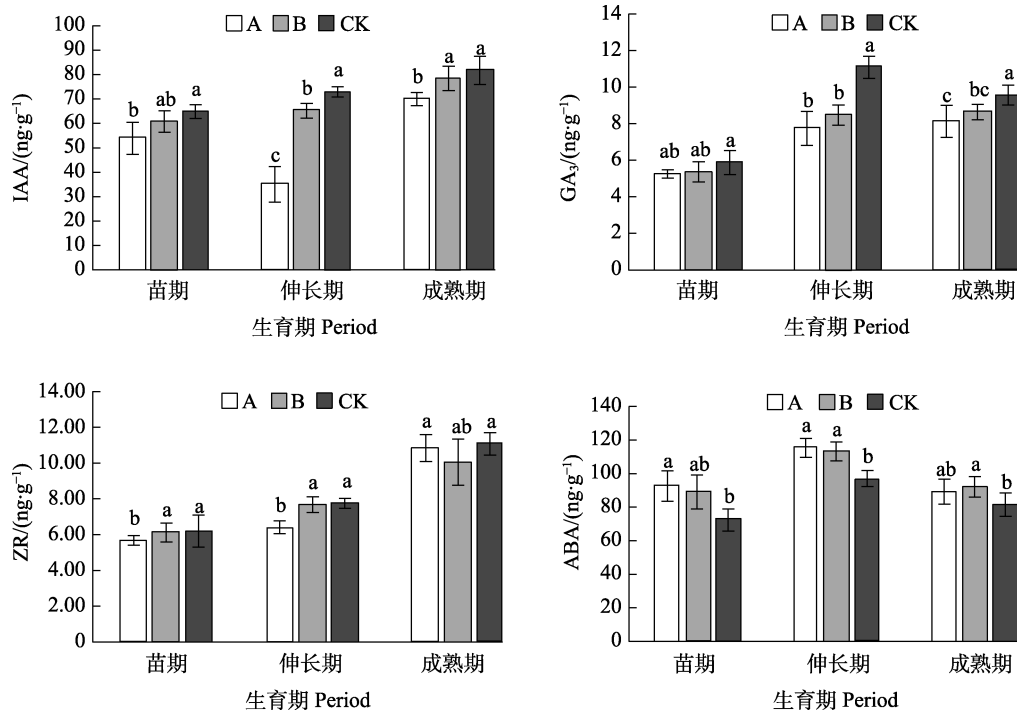 IAA/(ng·g⁻¹)
100
90
80
70
60
50
40
30
20
10
0
A B CK
b ab a
c b a
b a a
苗期 伸长期 成熟期
生育期 Period
GA₃/(ng·g⁻¹)
14
12
10
8
6
4
2
0
A B CK
ab ab a
b b a
c bc a
苗期 伸长期 成熟期
生育期 Period
ZR/(ng·g⁻¹)
14.00
12.00
10.00
8.00
6.00
4.00
2.00
0
A B CK
b a a
b a a
a ab a
苗期 伸长期 成熟期
生育期 Period
ABA/(ng·g⁻¹)
140
120
100
80
60
40
20
0
A B CK
a ab b
a a b
ab a b
苗期 伸长期 成熟期
生育期 Period